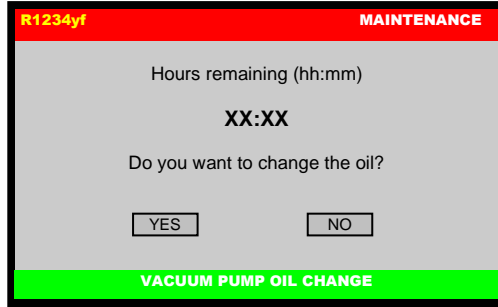 R1234yf MAINTENANCE
Hours remaining (hh:mm)
XX:XX
Do you want to change the oil?
YES NO
VACUUM PUMP OIL CHANGE